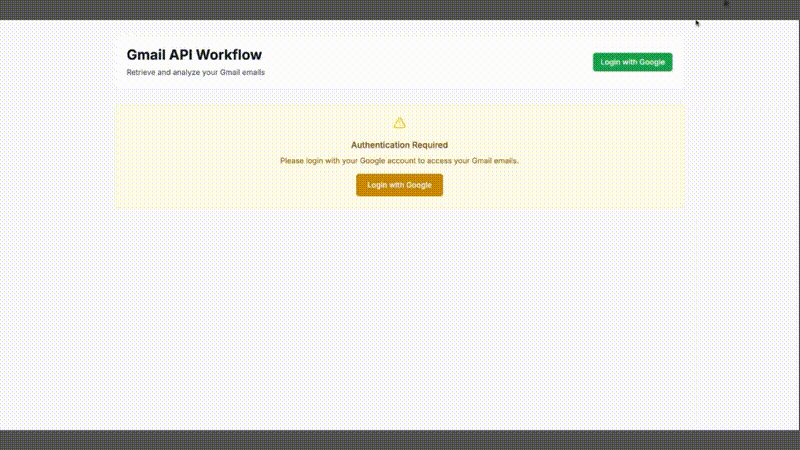 Gmail API Workflow
Retrieve and analyze your Gmail emails
Login with Google
Authentication Required
Please login with your Google account to access your Gmail emails.
Login with Google